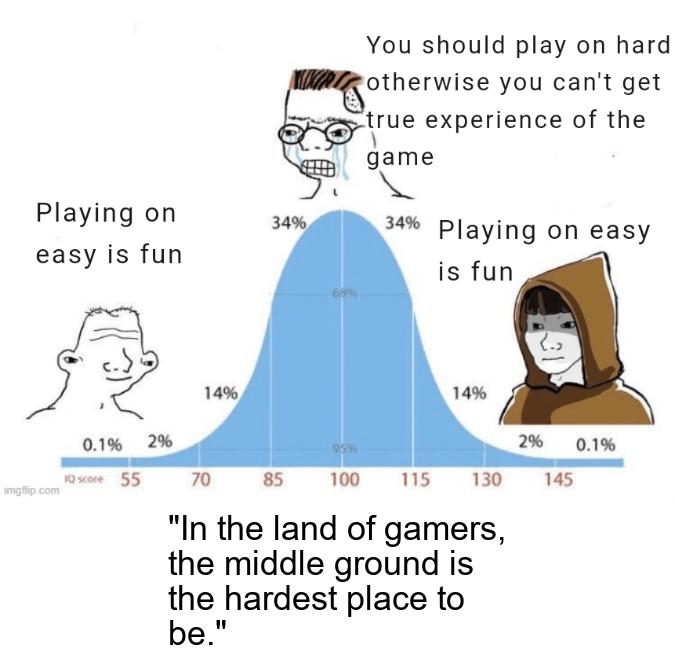 You should play on hard
otherwise you can't get
true experience of the
game
Playing on
easy is fun
34%
34%
Playing on easy
is fun
68%
14%
14%
0.1%
2%
95%
2%
0.1%
IQ score
55
70
85
100
115
130
145
imgflip.com
"In the land of gamers,
the middle ground is
the hardest place to
be."